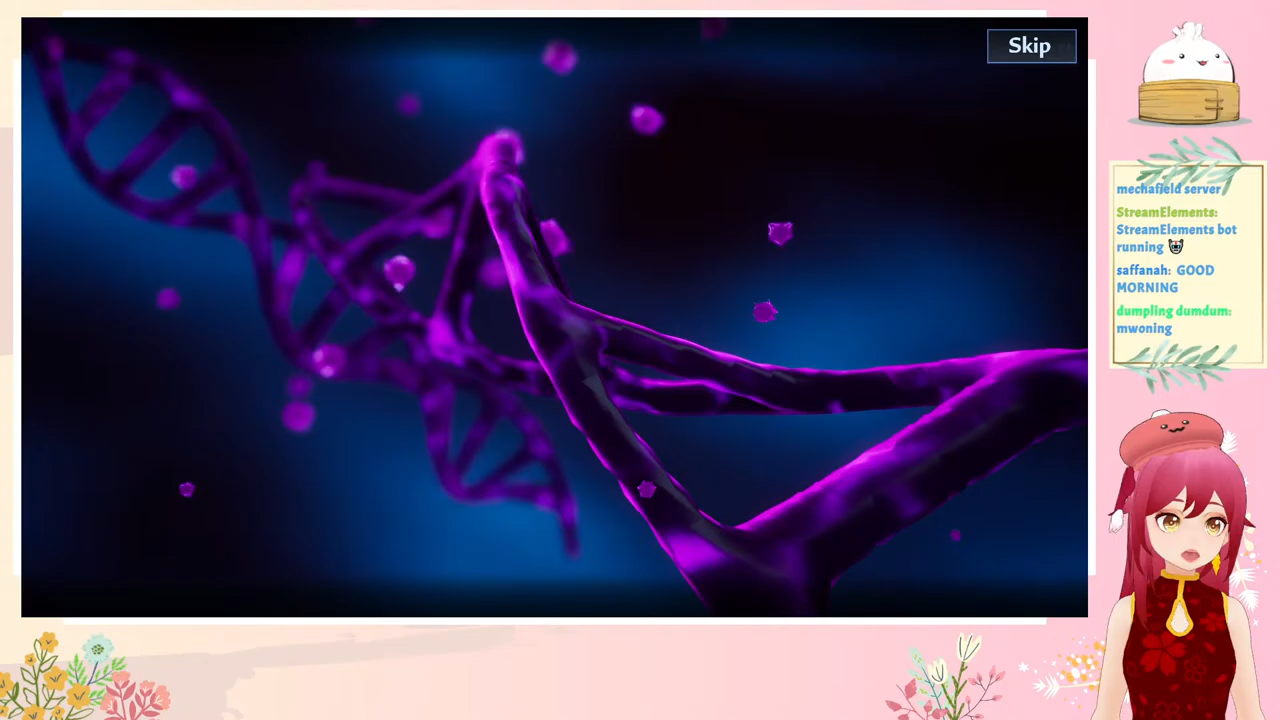 Skip
mechafield server
StreamElements:
StreamElements bot
running
saffanah: GOOD
MORNING
dumpling dumdum:
mwoning